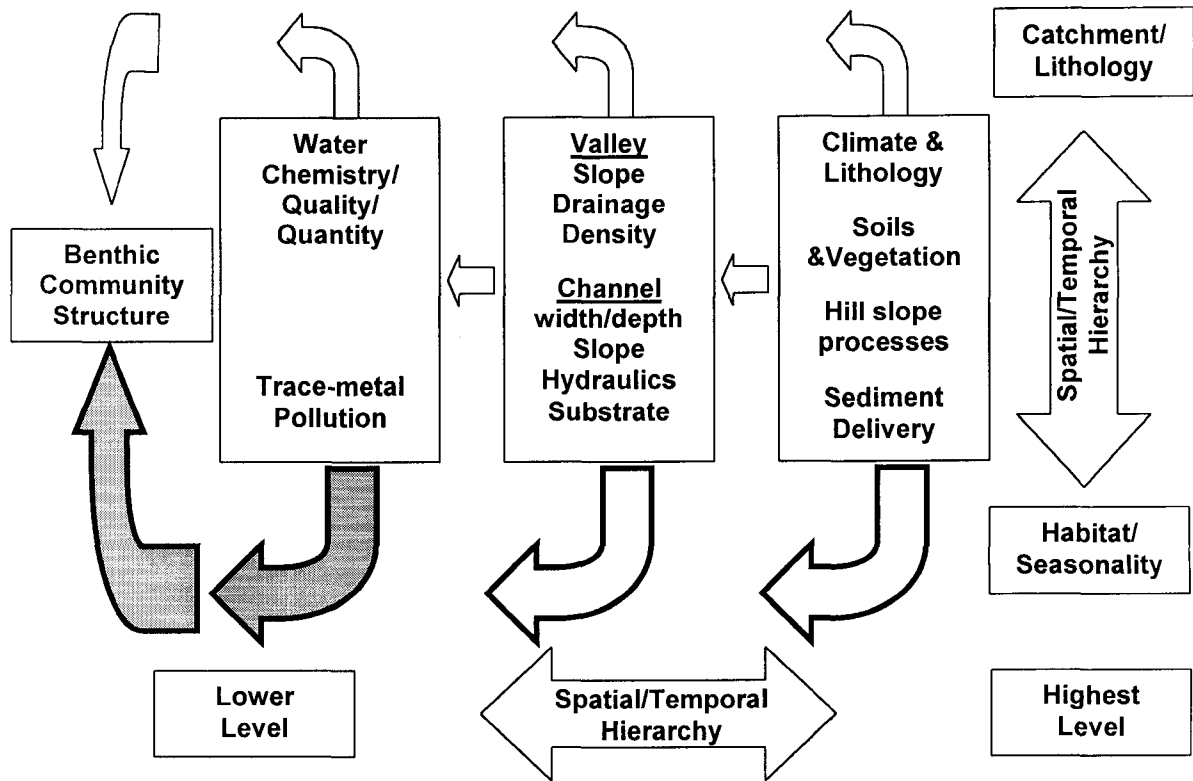 Water
Chemistry/
Quality/
Quantity
Trace-metal
Pollution
Valley
Slope
Drainage
Density
Channel
width/depth
Slope
Hydraulics
Substrate
Climate &
Lithology
Soils
&Vegetation
Hill slope
processes
Sediment
Delivery
Catchment/
Lithology
Benthic
Community
Structure
Spatial/Temporal
Hierarchy
Habitat/
Seasonality
Lower
Level
Spatial/Temporal
Hierarchy
Highest
Level